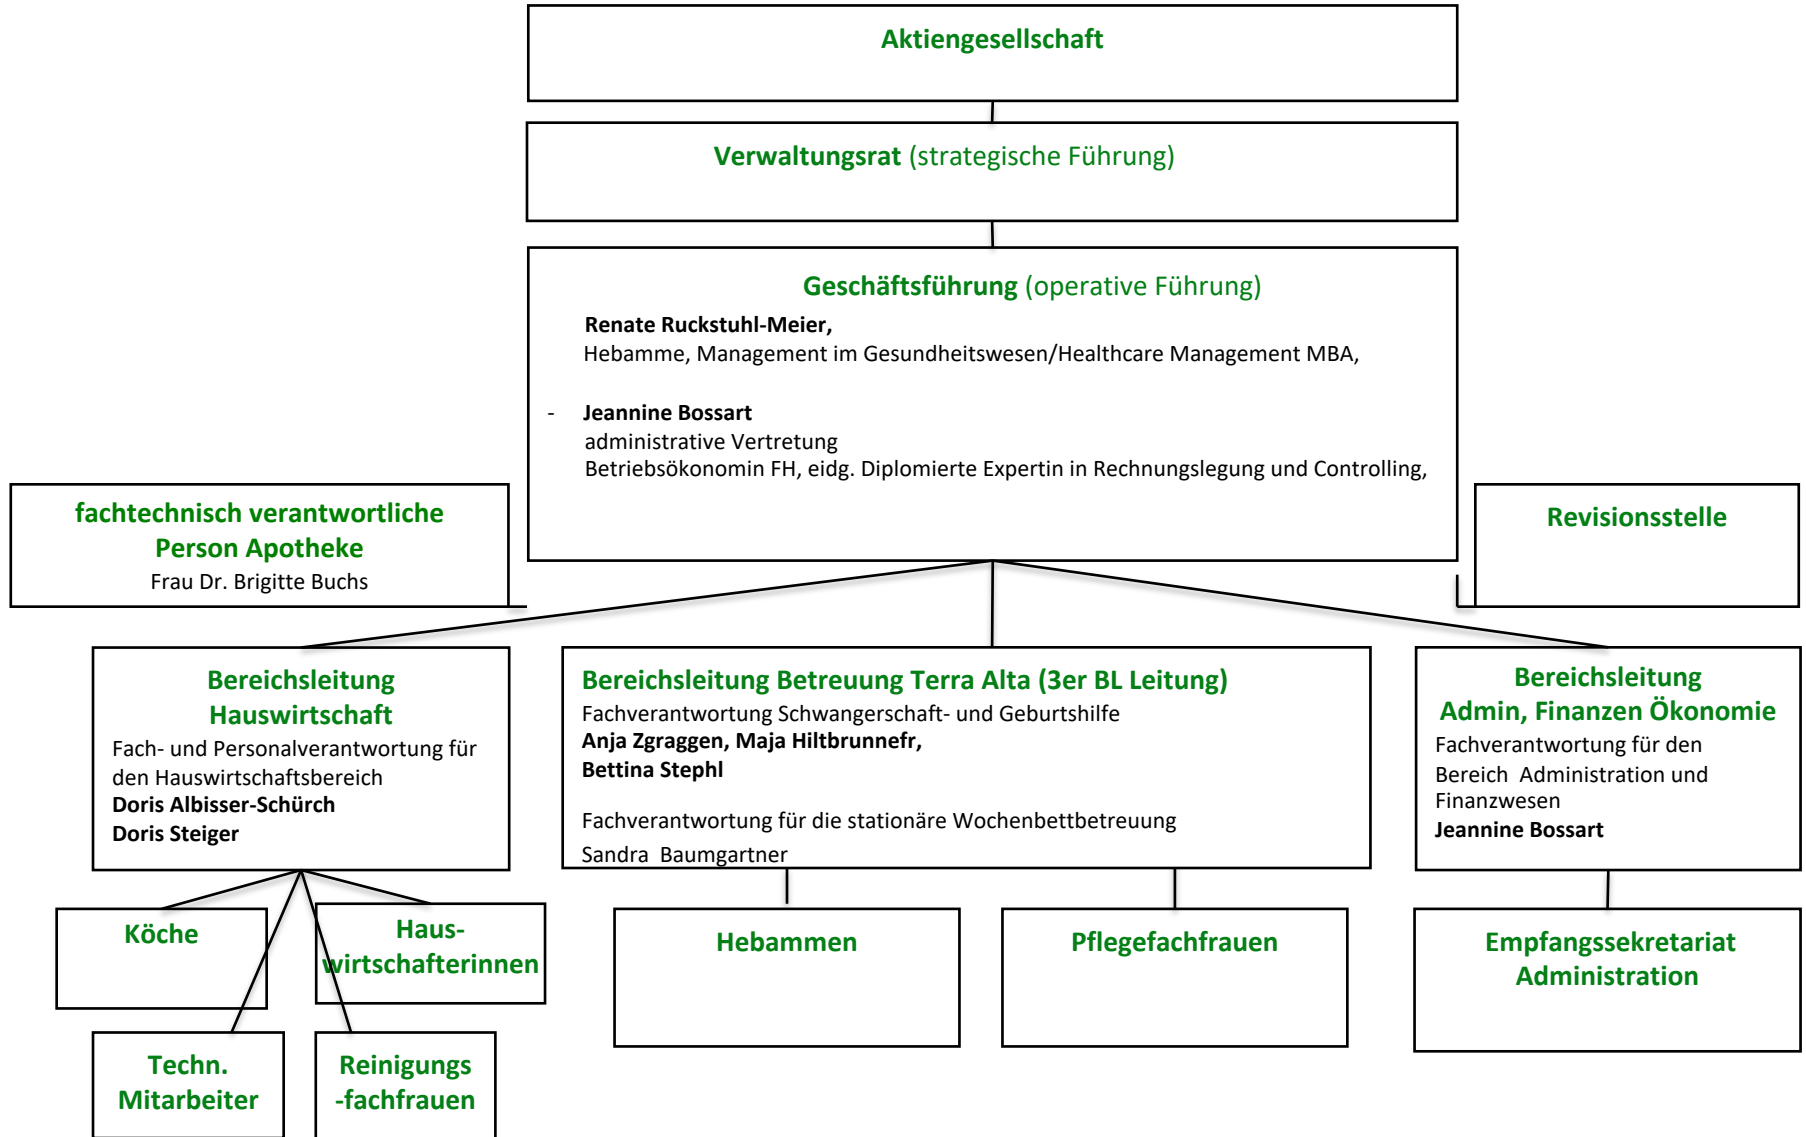 Aktiengesellschaft
Verwaltungsrat (strategische Führung)
Geschäftsführung (operative Führung)
Renate Ruckstuhl-Meier,
Hebamme, Management im Gesundheitswesen/Healthcare Management MBA,
- Jeannine Bossart
administrative Vertretung
Betriebsökonomin FH, eidg. Diplomierte Expertin in Rechnungslegung und Controlling,
fachtechnisch verantwortliche
Person Apotheke
Frau Dr. Brigitte Buchs
Revisionsstelle
Bereichsleitung
Hauswirtschaft
Fach- und Personalverantwortung für
den Hauswirtschaftsbereich
Doris Albisser-Schürch
Doris Steiger
Bereichsleitung Betreuung Terra Alta (3er BL Leitung)
Fachverantwortung Schwangerschaft- und Geburtshilfe
Anja Zgraggen, Maja Hiltbrunnefr,
Bettina Stephl
Fachverantwortung für die stationäre Wochenbettbetreuung
Sandra Baumgartner
Bereichsleitung
Admin, Finanzen Ökonomie
Fachverantwortung für den
Bereich Administration und
Finanzwesen
Jeannine Bossart
Köche
Haus-
wirtschafterinnen
Techn.
Mitarbeiter
Reinigungs
-fachfrauen
Hebammen
Pflegefachfrauen
Empfangssekretariat
Administration